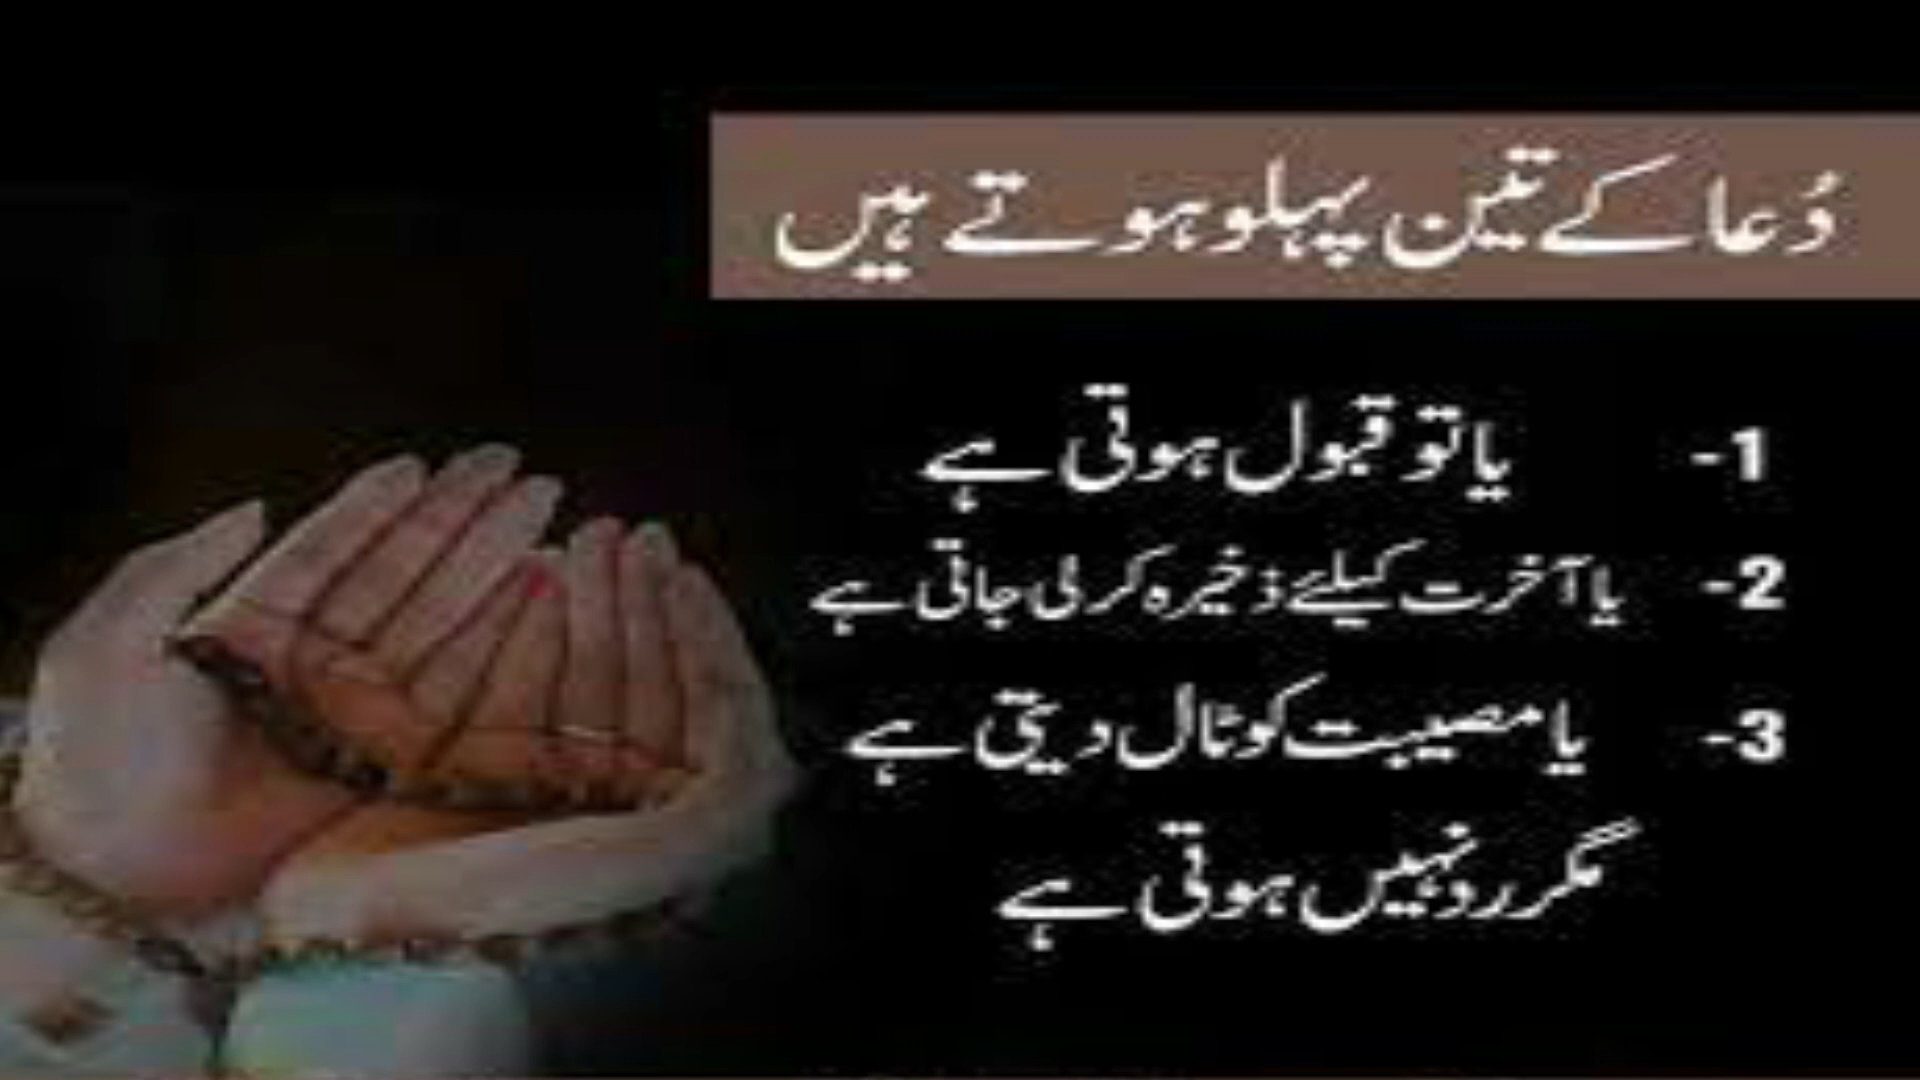 دُعا کے تین پہلو ہوتے ہیں
1- یا تو قبول ہوتی ہے
2- یا آخرت کیلئے ذخیرہ کر لی جاتی ہے
3- یا مصیبت کو ٹال دیتی ہے
مگر رد نہیں ہوتی ہے